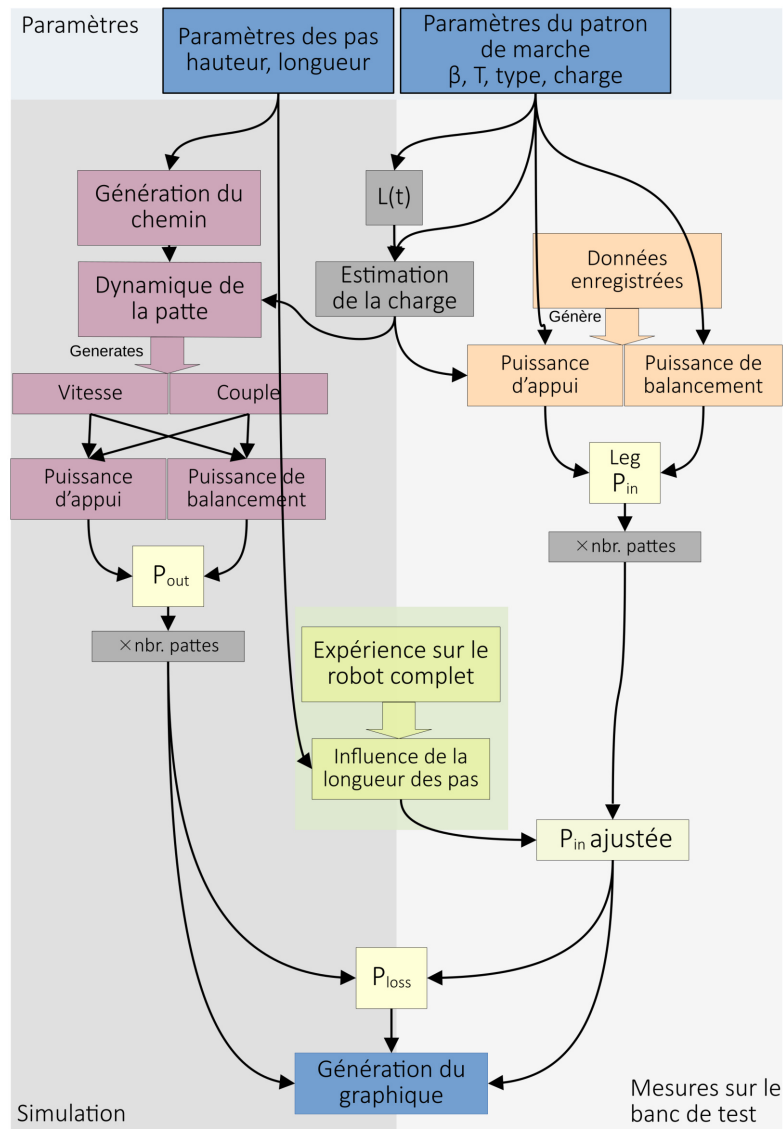 Paramètres
Paramètres des pas
hauteur, longueur
Paramètres du patron
de marche
β, T, type, charge
Génération du
chemin
L(t)
Dynamique de
la patte
Estimation
de la charge
Données
enregistrées
Generates
Génère
Vitesse
Couple
Puissance
d’appui
Puissance de
balancement
Puissance
d’appui
Puissance de
balancement
Leg
Pin
Pout
×nbr. pattes
×nbr. pattes
Expérience sur le
robot complet
Influence de la
longueur des pas
Pin ajustée
Ploss
Génération du
graphique
Simulation
Mesures sur le
banc de test